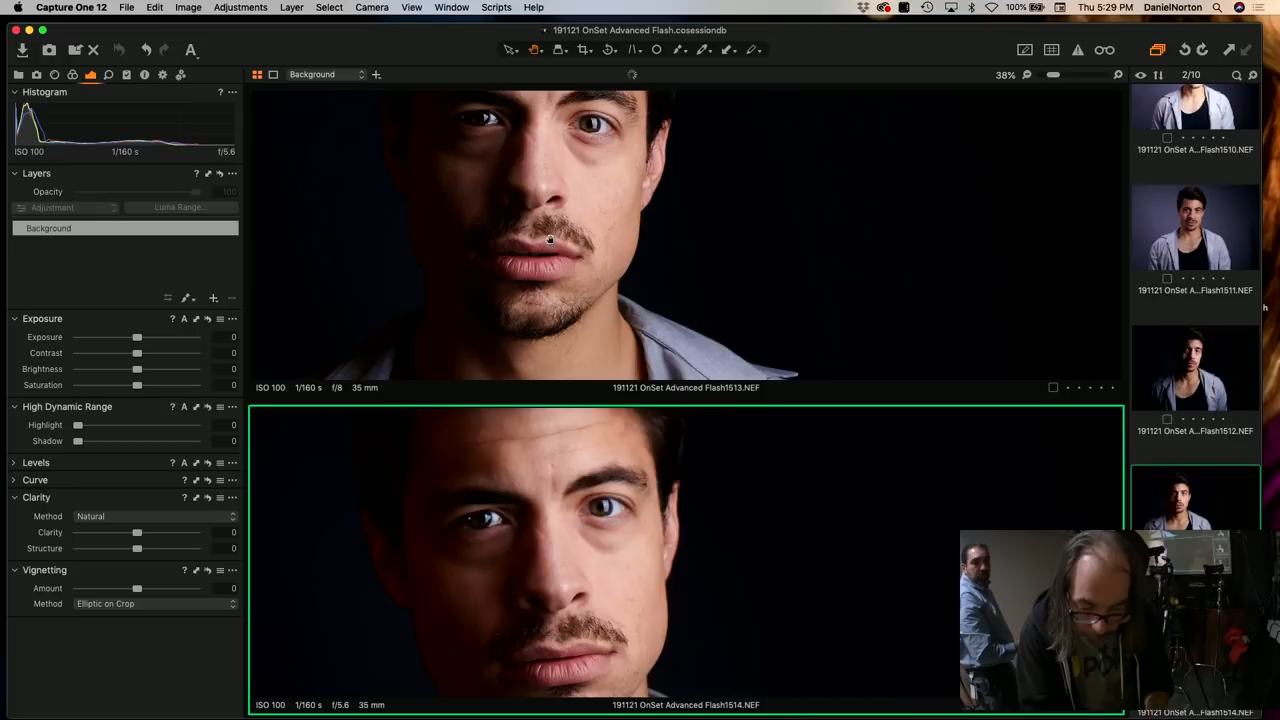 Capture One 12 File Edit Image Adjustments Layer Select Camera View Window Scripts Help 100% Thu 5:29 PM DanielNorton
191121 OnSet Advanced Flash.cosessiondb
Background 38% 2/10
Histogram
ISO 100 1/160 s f/5.6
Layers
Opacity 100
Adjustment Luma Range...
Background
Exposure
Exposure 0
Contrast 0
Brightness 0
Saturation 0
High Dynamic Range
Highlight 0
Shadow 0
Levels
Curve
Clarity
Method Natural
Clarity 0
Structure 0
Vignetting
Amount 0
Method Elliptic on Crop
ISO 100 1/160 s f/8 35 mm 191121 OnSet Advanced Flash1513.NEF
ISO 100 1/160 s f/5.6 35 mm 191121 OnSet Advanced Flash1514.NEF
191121 OnSet A...Flash1510.NEF
191121 OnSet A...Flash1511.NEF
191121 OnSet A...Flash1512.NEF
191121 OnSet A...Flash1514.NEF